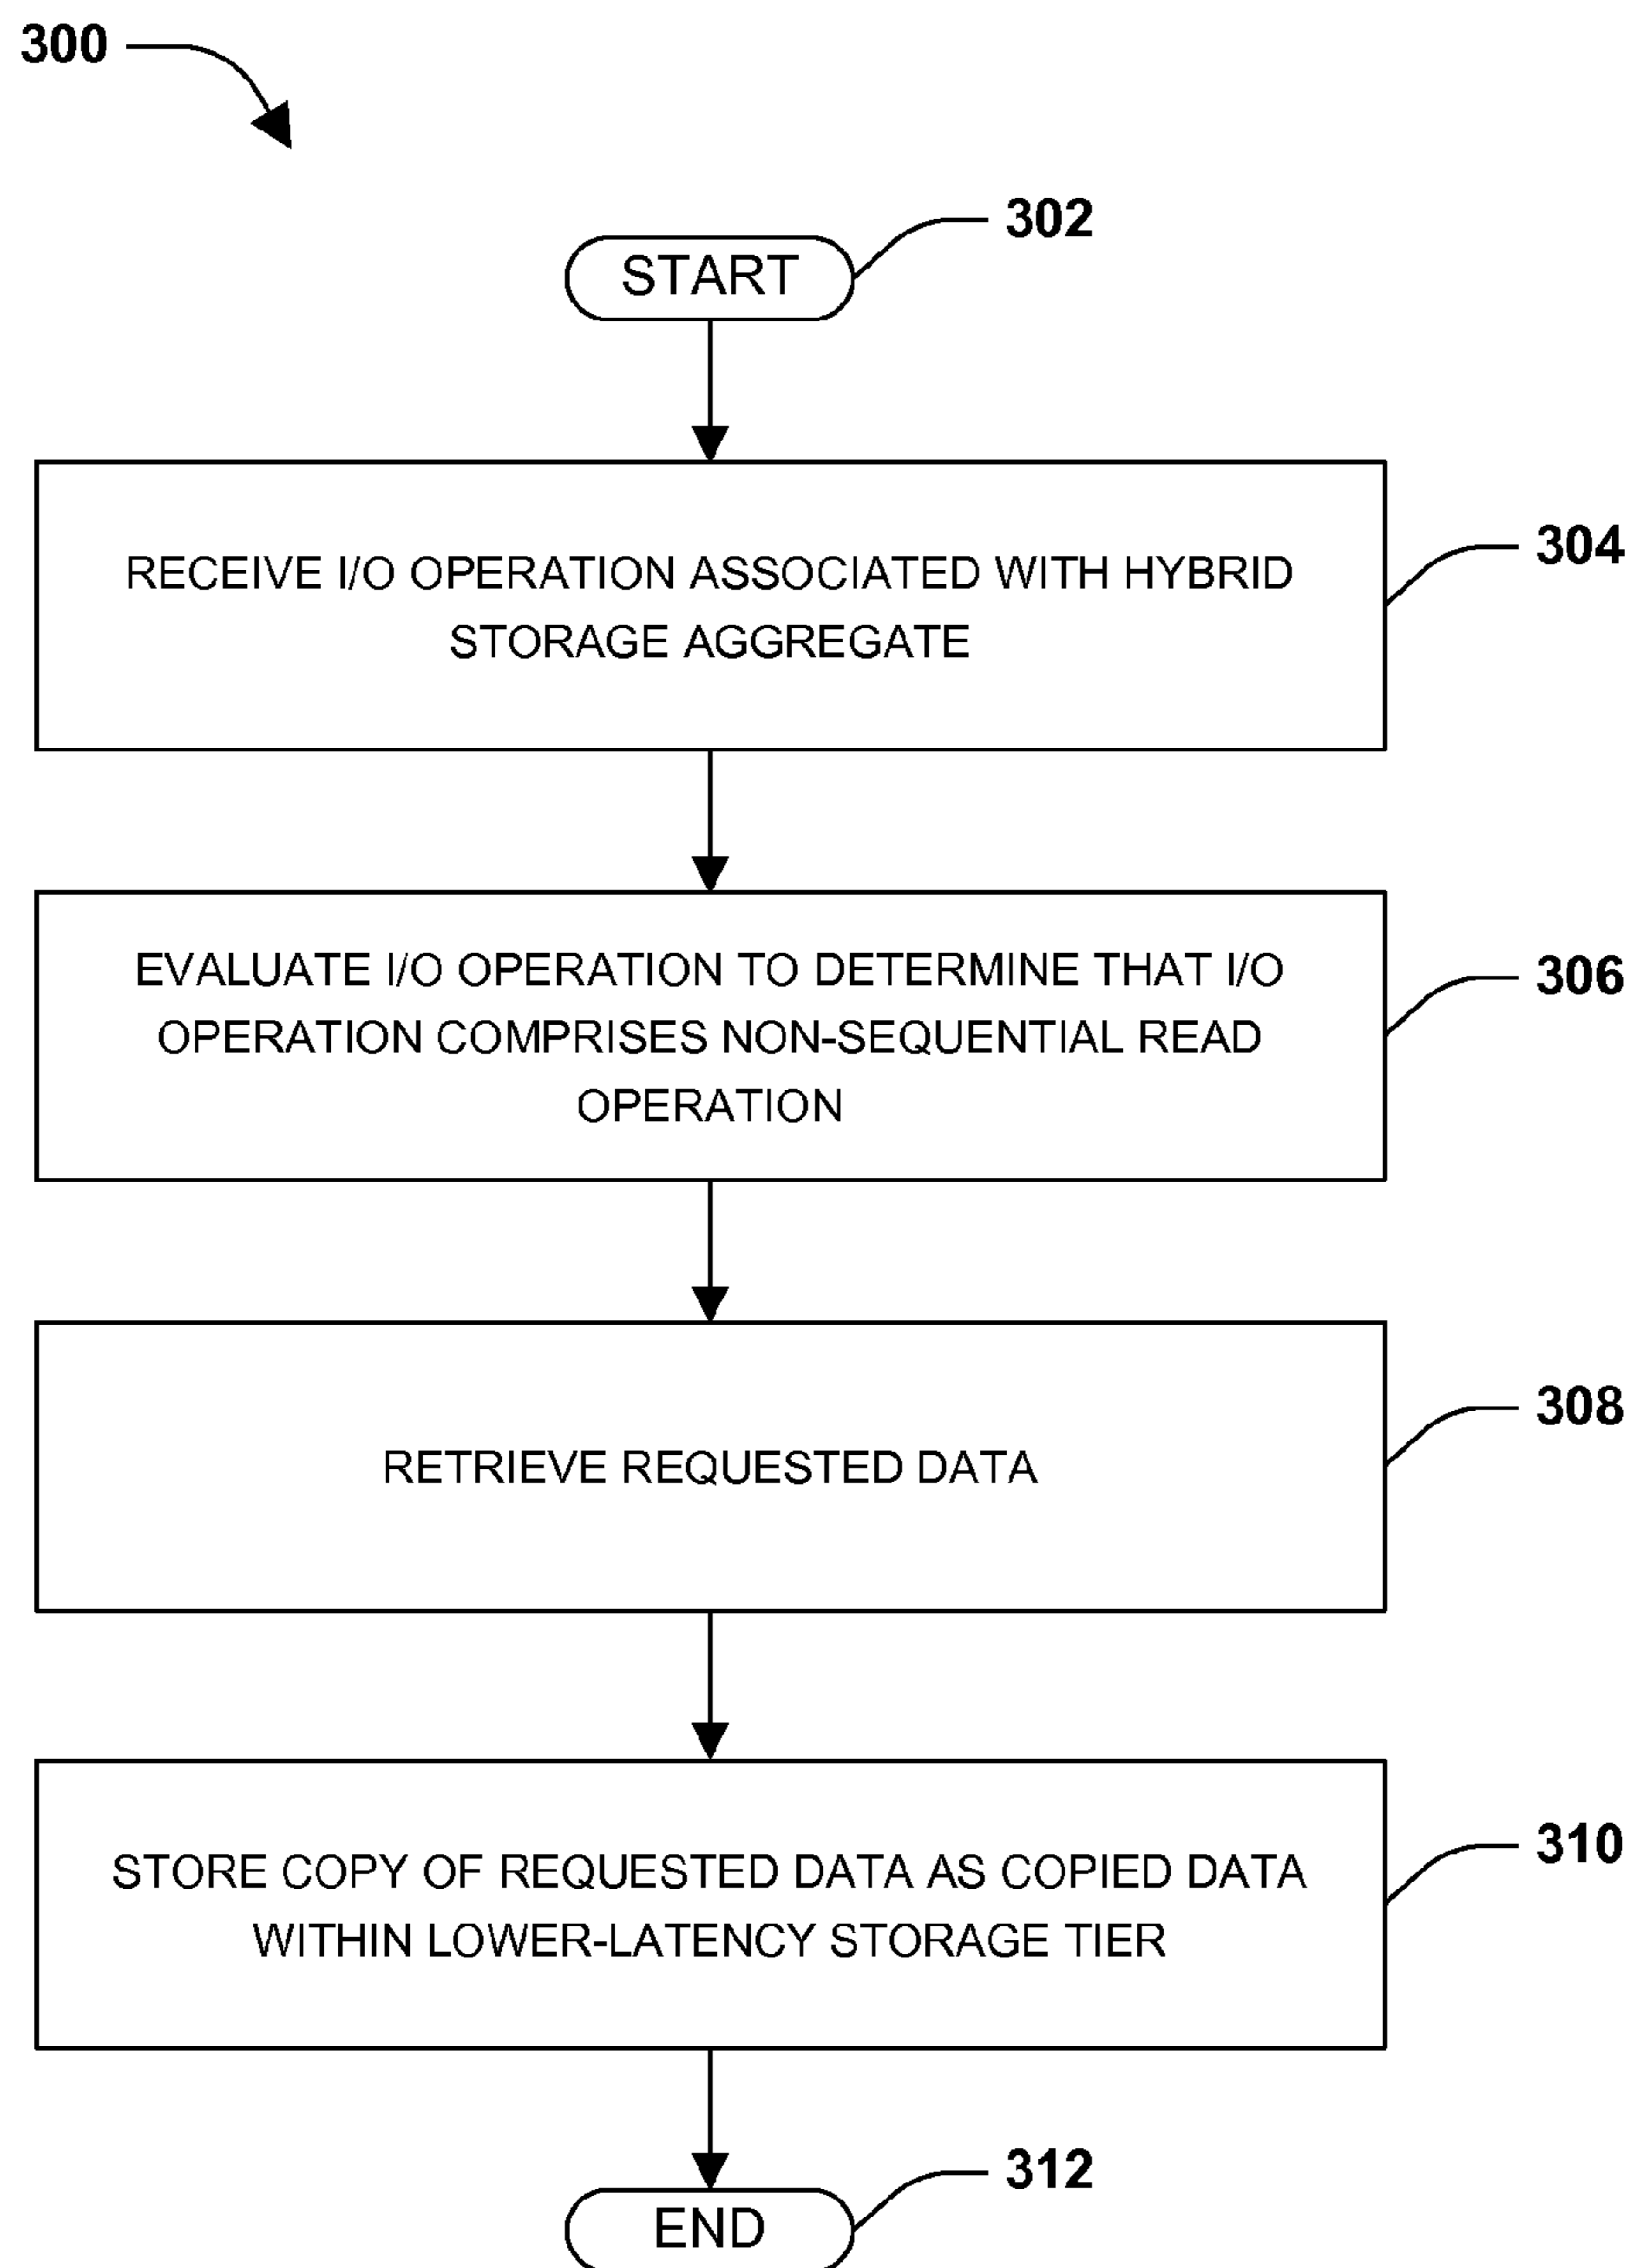 300
302
START
304
RECEIVE I/O OPERATION ASSOCIATED WITH HYBRID
STORAGE AGGREGATE
306
EVALUATE I/O OPERATION TO DETERMINE THAT I/O
OPERATION COMPRISES NON-SEQUENTIAL READ
OPERATION
308
RETRIEVE REQUESTED DATA
310
STORE COPY OF REQUESTED DATA AS COPIED DATA
WITHIN LOWER-LATENCY STORAGE TIER
312
END